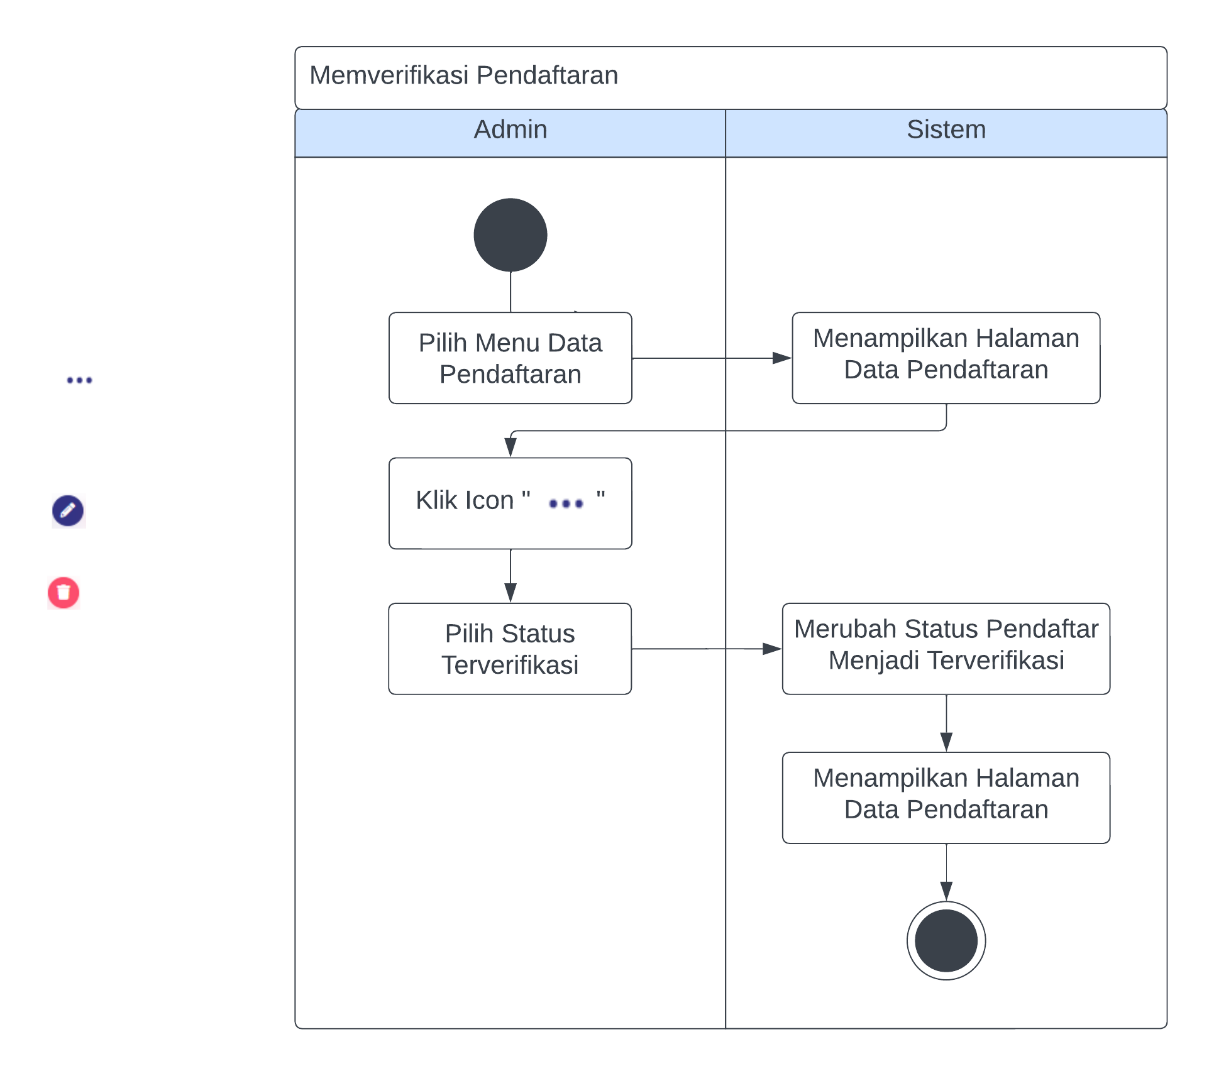 Memverifikasi Pendaftaran
Admin
Sistem
Pilih Menu Data
Pendaftaran
Menampilkan Halaman
Data Pendaftaran
Klik Icon " ••• "
Pilih Status
Terverifikasi
Merubah Status Pendaftar
Menjadi Terverifikasi
Menampilkan Halaman
Data Pendaftaran